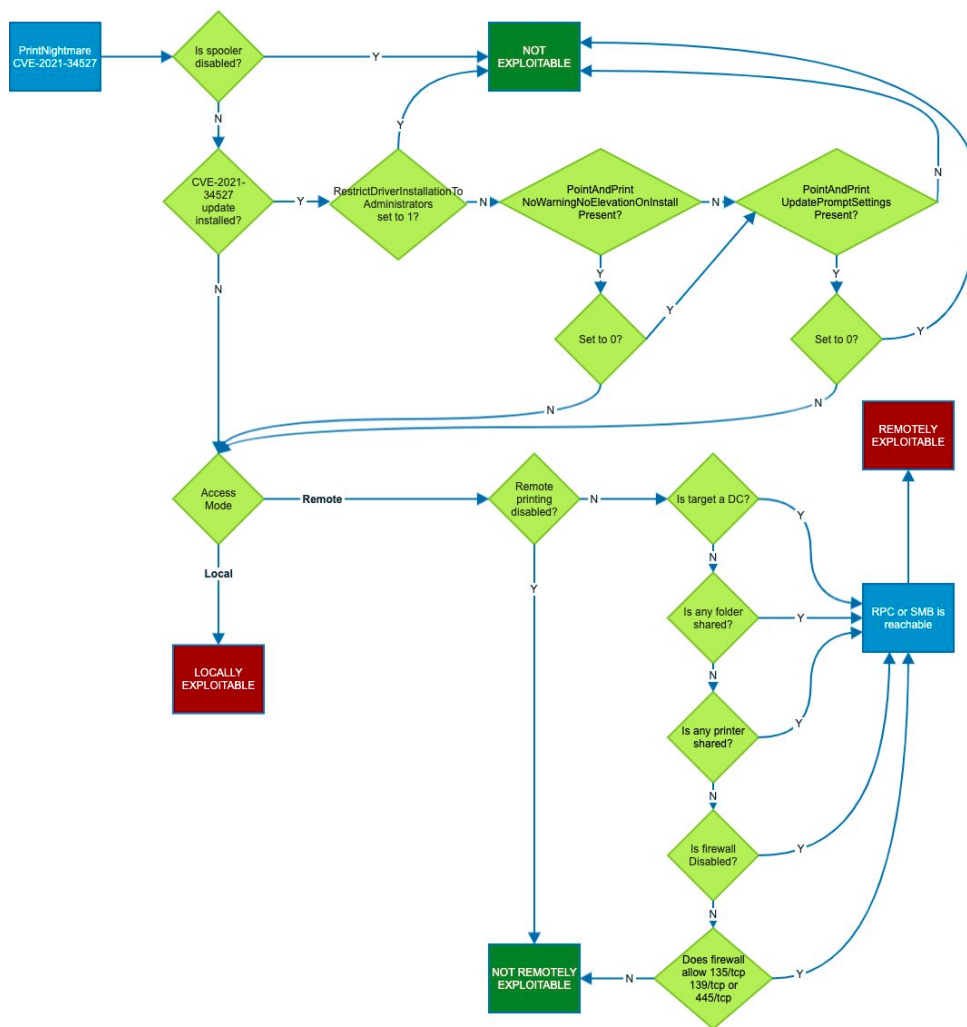 PrintNightmare
CVE-2021-34527
Is spooler
disabled?
Y
NOT
EXPLOITABLE
N
CVE-2021-
34527
update
installed?
Y
RestrictDriverInstallationTo
Administrators
set to 1?
Y
N
PointAndPrint
NoWarningNoElevationOnInstall
Present?
N
PointAndPrint
UpdatePromptSettings
Present?
N
Y
Y
Y
N
Set to 0?
Y
Set to 0?
N
N
REMOTELY
EXPLOITABLE
Access
Mode
Remote
Remote
printing
disabled?
N
Is target a DC?
Y
Local
Y
N
Is any folder
shared?
Y
RPC or SMB is
reachable
LOCALLY
EXPLOITABLE
N
Is any printer
shared?
Y
N
Is firewall
Disabled?
Y
N
NOT REMOTELY
EXPLOITABLE
N
Does firewall
allow 135/tcp
139/tcp or
445/tcp
Y